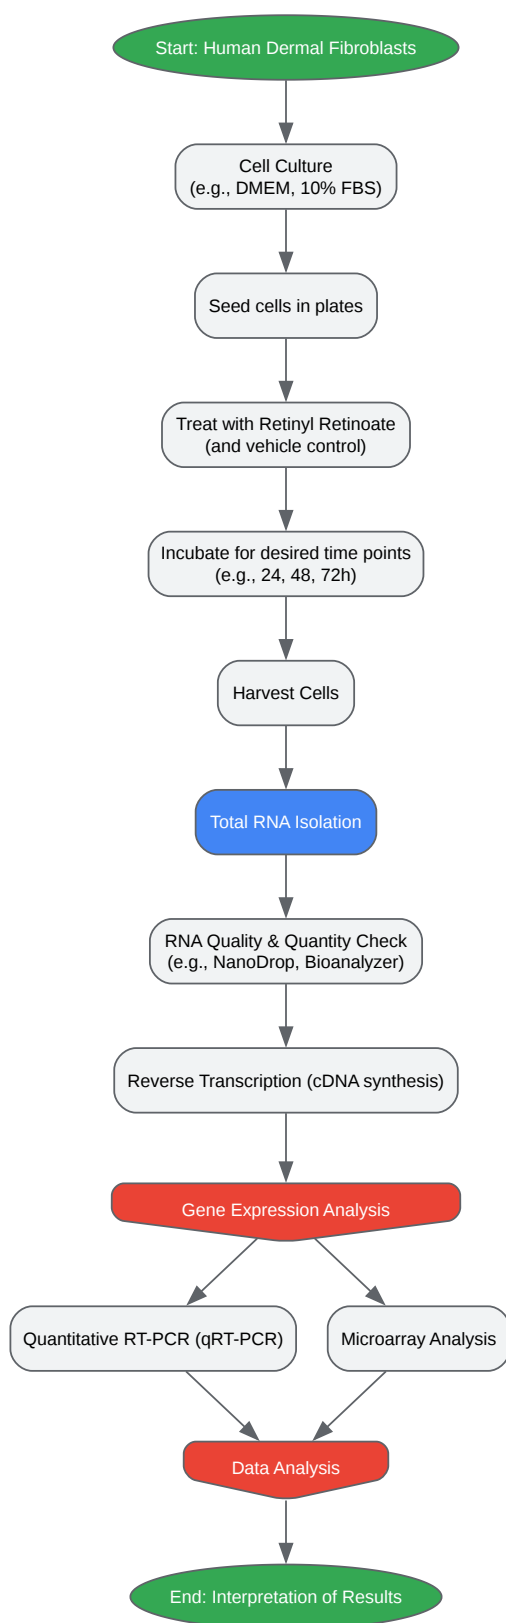 Start: Human Dermal Fibroblasts
Cell Culture
(e.g., DMEM, 10% FBS)
Seed cells in plates
Treat with Retinyl Retinoate
(and vehicle control)
Incubate for desired time points
(e.g., 24, 48, 72h)
Harvest Cells
Total RNA Isolation
RNA Quality & Quantity Check
(e.g., NanoDrop, Bioanalyzer)
Reverse Transcription (cDNA synthesis)
Gene Expression Analysis
Quantitative RT-PCR (qRT-PCR)
Microarray Analysis
Data Analysis
End: Interpretation of Results